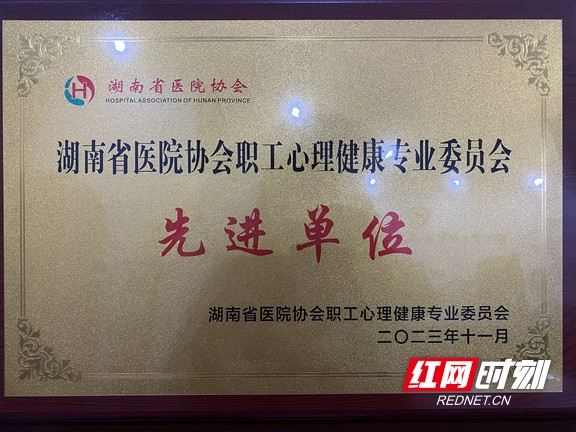 湖南省医院协会
HOSPITAL ASSOCIATION OF HUNAN PROVINCE
湖南省医院协会职工心理健康专业委员会
先进单位
湖南省医院协会职工心理健康专业委员会
二〇二三年十一月
红网时刻
REDNET.CN